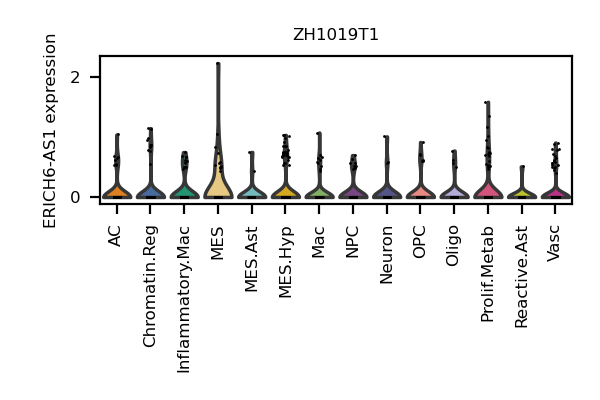 ZH1019T1
ERICH6-AS1 expression
2
0
AC
Chromatin.Reg
Inflammatory.Mac
MES
MES.Ast
MES.Hyp
Mac
NPC
Neuron
OPC
Oligo
Prolif.Metab
Reactive.Ast
Vasc